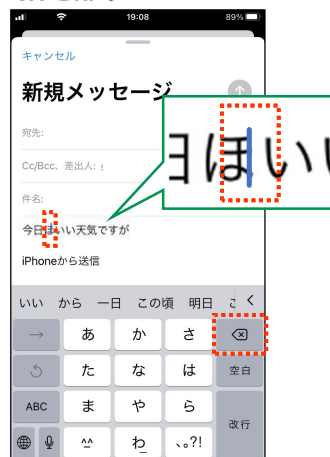 19:08
89%
キャンセル
新規メッセージ
宛先:
Cc/Bcc、差出人:
件名:
今日ほいい天気ですが
日ほいい
iPhoneから送信
いい から 一日 この頃 明日
→ あ か さ
た な は 空白
ABC ま や ら
改行
^^ わ 、。?!